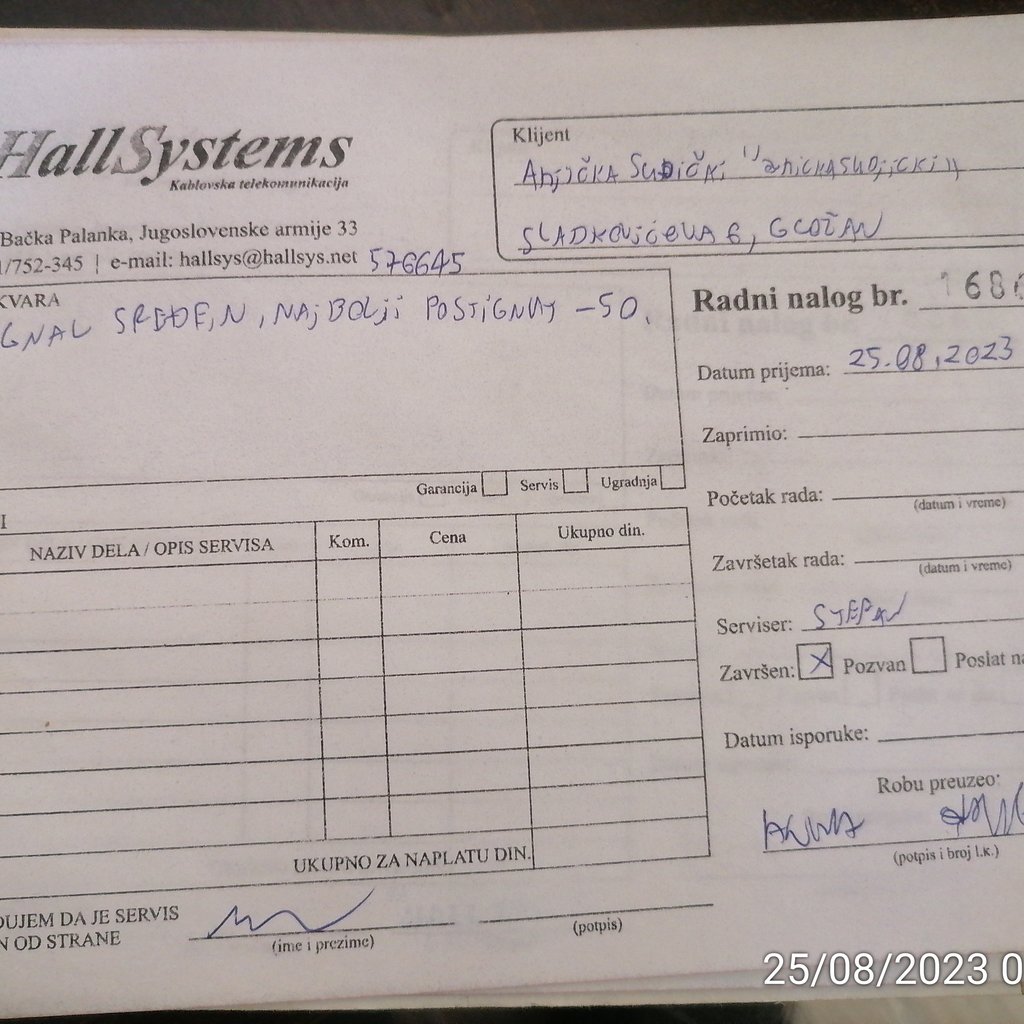 HallSystems
Kablovska telekomunikacija
Bačka Palanka, Jugoslovenske armije 33
/752-345 | e-mail: hallsys@hallsys.net 576645
Klijent
SLADKOVIĆEVA 6, GLOŽAN
KVARA
GNAL SREĐEN, NAJBOLJI POSTIGNUT -50.
Radni nalog br. 168
Datum prijema: 25.08.2023
Zaprimio:
Garancija Servis Ugradnja
Početak rada:
(datum i vreme)
NAZIV DELA / OPIS SERVISA Kom. Cena Ukupno din.
Završetak rada:
(datum i vreme)
Serviser: STEPAN
Završen: X Pozvan Poslat na
Datum isporuke:
Robu preuzeo:
(potpis i broj l.k.)
UKUPNO ZA NAPLATU DIN.
DUJEM DA JE SERVIS
N OD STRANE
(ime i prezime) (potpis)
25/08/2023 0